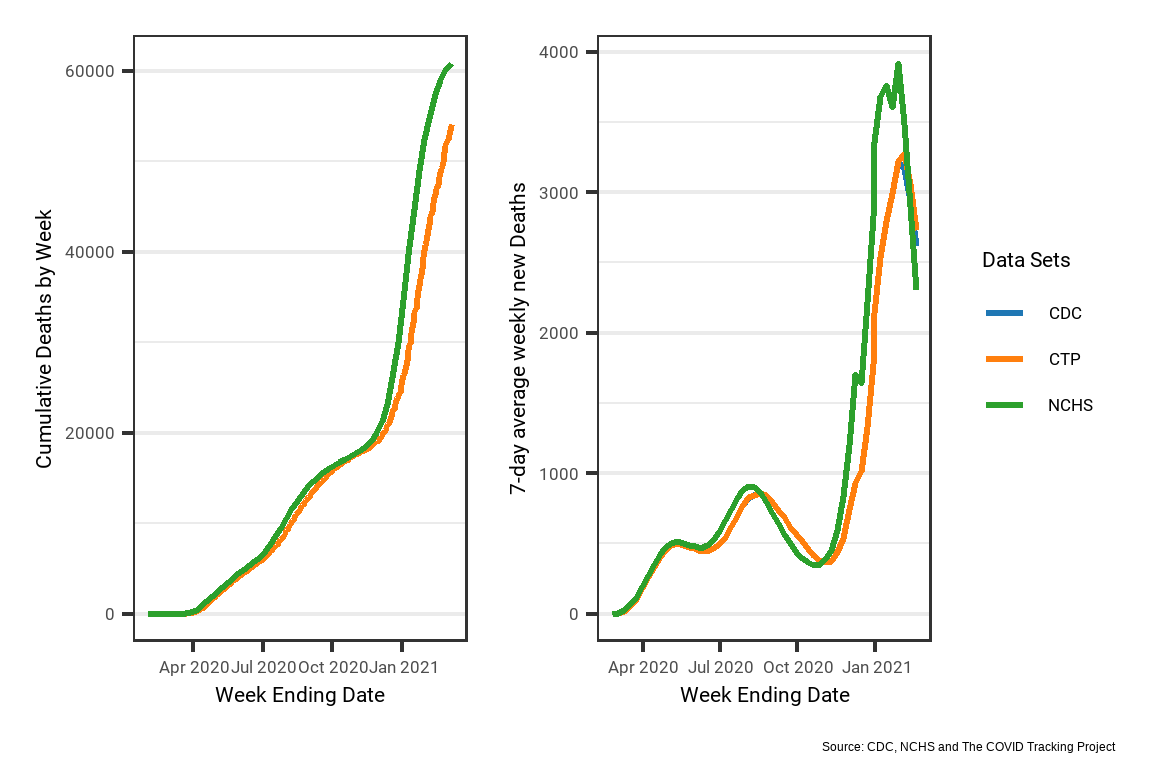 Cumulative Deaths by Week
60000
40000
20000
0
Apr 2020 Jul 2020 Oct 2020 Jan 2021
Week Ending Date
7-day average weekly new Deaths
4000
3000
2000
1000
0
Apr 2020 Jul 2020 Oct 2020 Jan 2021
Week Ending Date
Data Sets
CDC
CTP
NCHS
Source: CDC, NCHS and The COVID Tracking Project